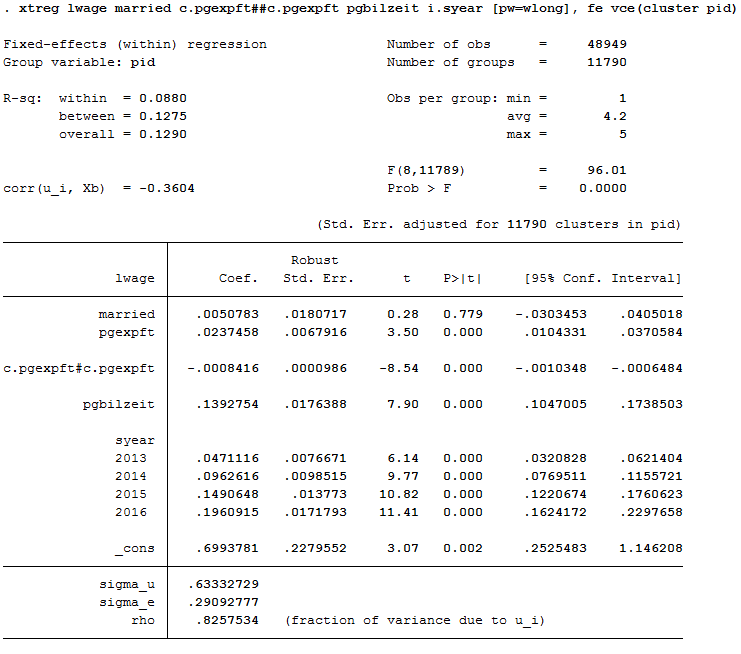 . xtreg lwage married c.pgexpft##c.pgexpft pgbilzeit i.syear [pw=wlong], fe vce(cluster pid)
Fixed-effects (within) regression Number of obs = 48949
Group variable: pid Number of groups = 11790
R-sq: within = 0.0880 Obs per group: min = 1
between = 0.1275 avg = 4.2
overall = 0.1290 max = 5
F(8,11789) = 96.01
corr(u_i, Xb) = -0.3604 Prob > F = 0.0000
(Std. Err. adjusted for 11790 clusters in pid)
Robust
lwage Coef. Std. Err. t P>|t| [95% Conf. Interval]
married .0050783 .0180717 0.28 0.779 -.0303453 .0405018
pgexpft .0237458 .0067916 3.50 0.000 .0104331 .0370584
c.pgexpft#c.pgexpft -.0008416 .0000986 -8.54 0.000 -.0010348 -.0006484
pgbilzeit .1392754 .0176388 7.90 0.000 .1047005 .1738503
syear
2013 .0471116 .0076671 6.14 0.000 .0320828 .0621404
2014 .0962616 .0098515 9.77 0.000 .0769511 .1155721
2015 .1490648 .013773 10.82 0.000 .1220674 .1760623
2016 .1960915 .0171793 11.41 0.000 .1624172 .2297658
_cons .6993781 .2279552 3.07 0.002 .2525483 1.146208
sigma_u .63332729
sigma_e .29092777
rho .8257534 (fraction of variance due to u_i)